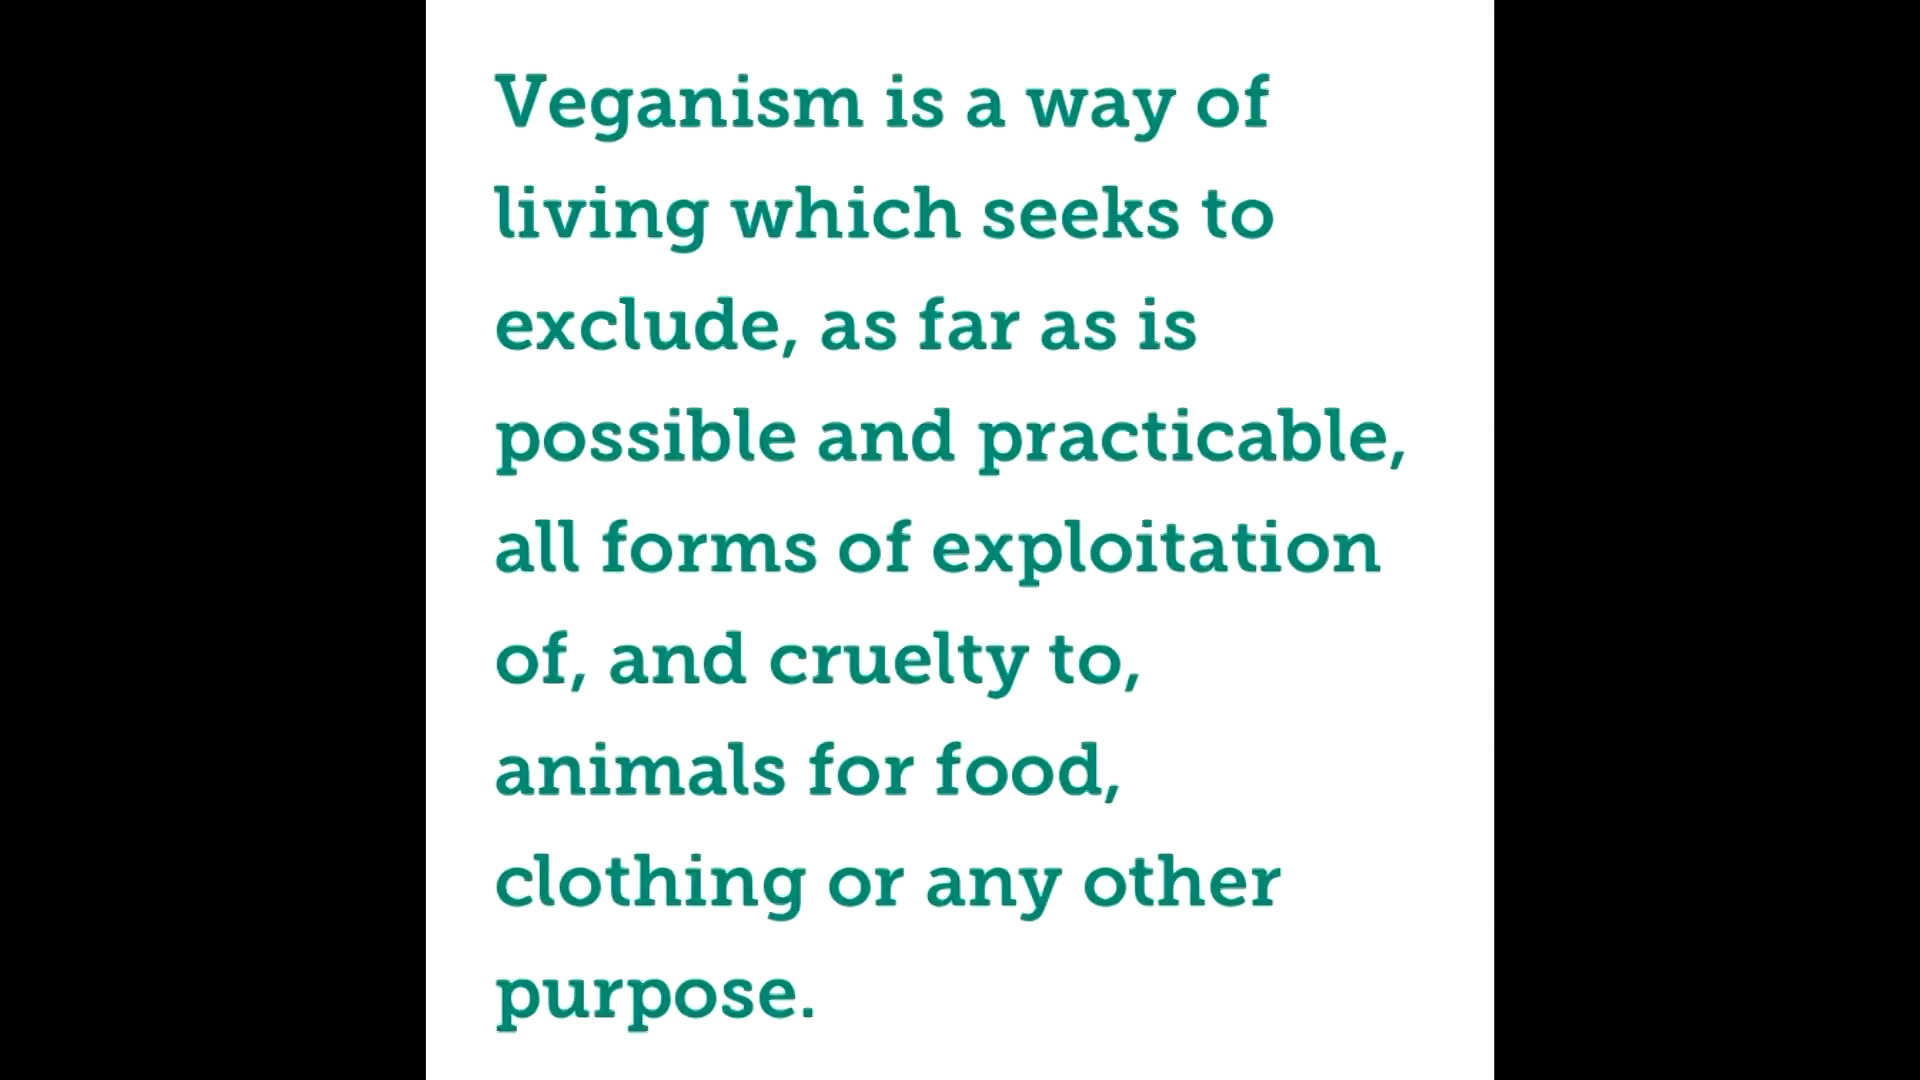 Veganism is a way of
living which seeks to
exclude, as far as is
possible and practicable,
all forms of exploitation
of, and cruelty to,
animals for food,
clothing or any other
purpose.